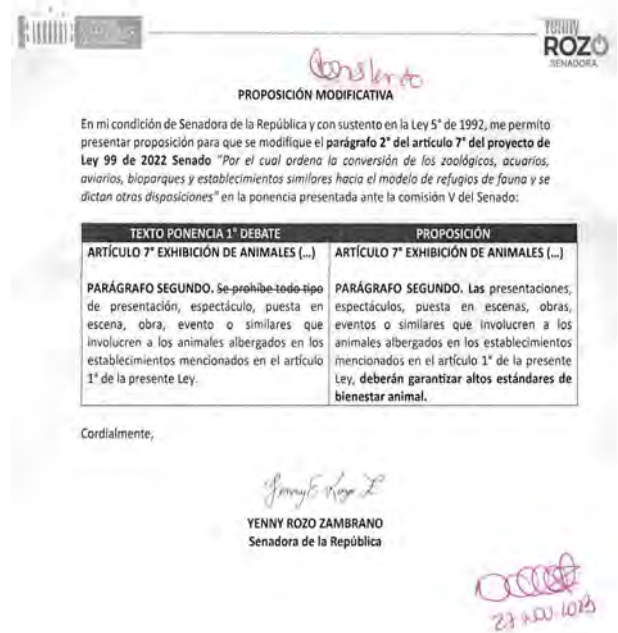 Yenny
ROZO
SENADORA
PROPOSICIÓN MODIFICATIVA
En mi condición de Senadora de la República y con sustento en la Ley 5° de 1992, me permito
presentar proposición para que se modifique el parágrafo 2° del artículo 7° del proyecto de
Ley 99 de 2022 Senado "Por el cual ordena la conversión de los zoológicos, acuarios,
aviarios, bioparques y establecimientos similares hacia el modelo de refugios de fauna y se
dictan otras disposiciones" en la ponencia presentada ante la comisión V del Senado:
TEXTO PONENCIA 1° DEBATE
ARTÍCULO 7° EXHIBICIÓN DE ANIMALES (...)
PARÁGRAFO SEGUNDO. Se prohíbe todo tipo
de presentación, espectáculo, puesta en
escena, obra, evento o similares que
involucren a los animales albergados en los
establecimientos mencionados en el artículo
1° de la presente Ley.
PROPOSICIÓN
ARTÍCULO 7° EXHIBICIÓN DE ANIMALES (...)
PARÁGRAFO SEGUNDO. Las presentaciones,
espectáculos, puesta en escenas, obras,
eventos o similares que involucren a los
animales albergados en los establecimientos
mencionados en el artículo 1° de la presente
Ley, deberán garantizar altos estándares de
bienestar animal.
Cordialmente,
YENNY ROZO ZAMBRANO
Senadora de la República
27 NOV 2023